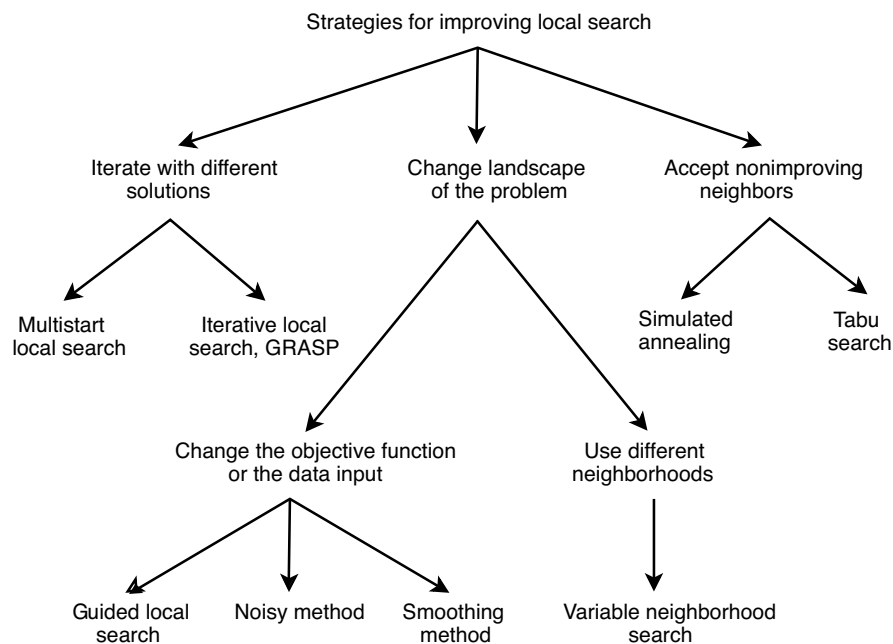 Strategies for improving local search
Iterate with different
solutions
Change landscape
of the problem
Accept nonimproving
neighbors
Multistart
local search
Iterative local
search, GRASP
Simulated
annealing
Tabu
search
Change the objective function
or the data input
Use different
neighborhoods
Guided local
search
Noisy method
Smoothing
method
Variable neighborhood
search